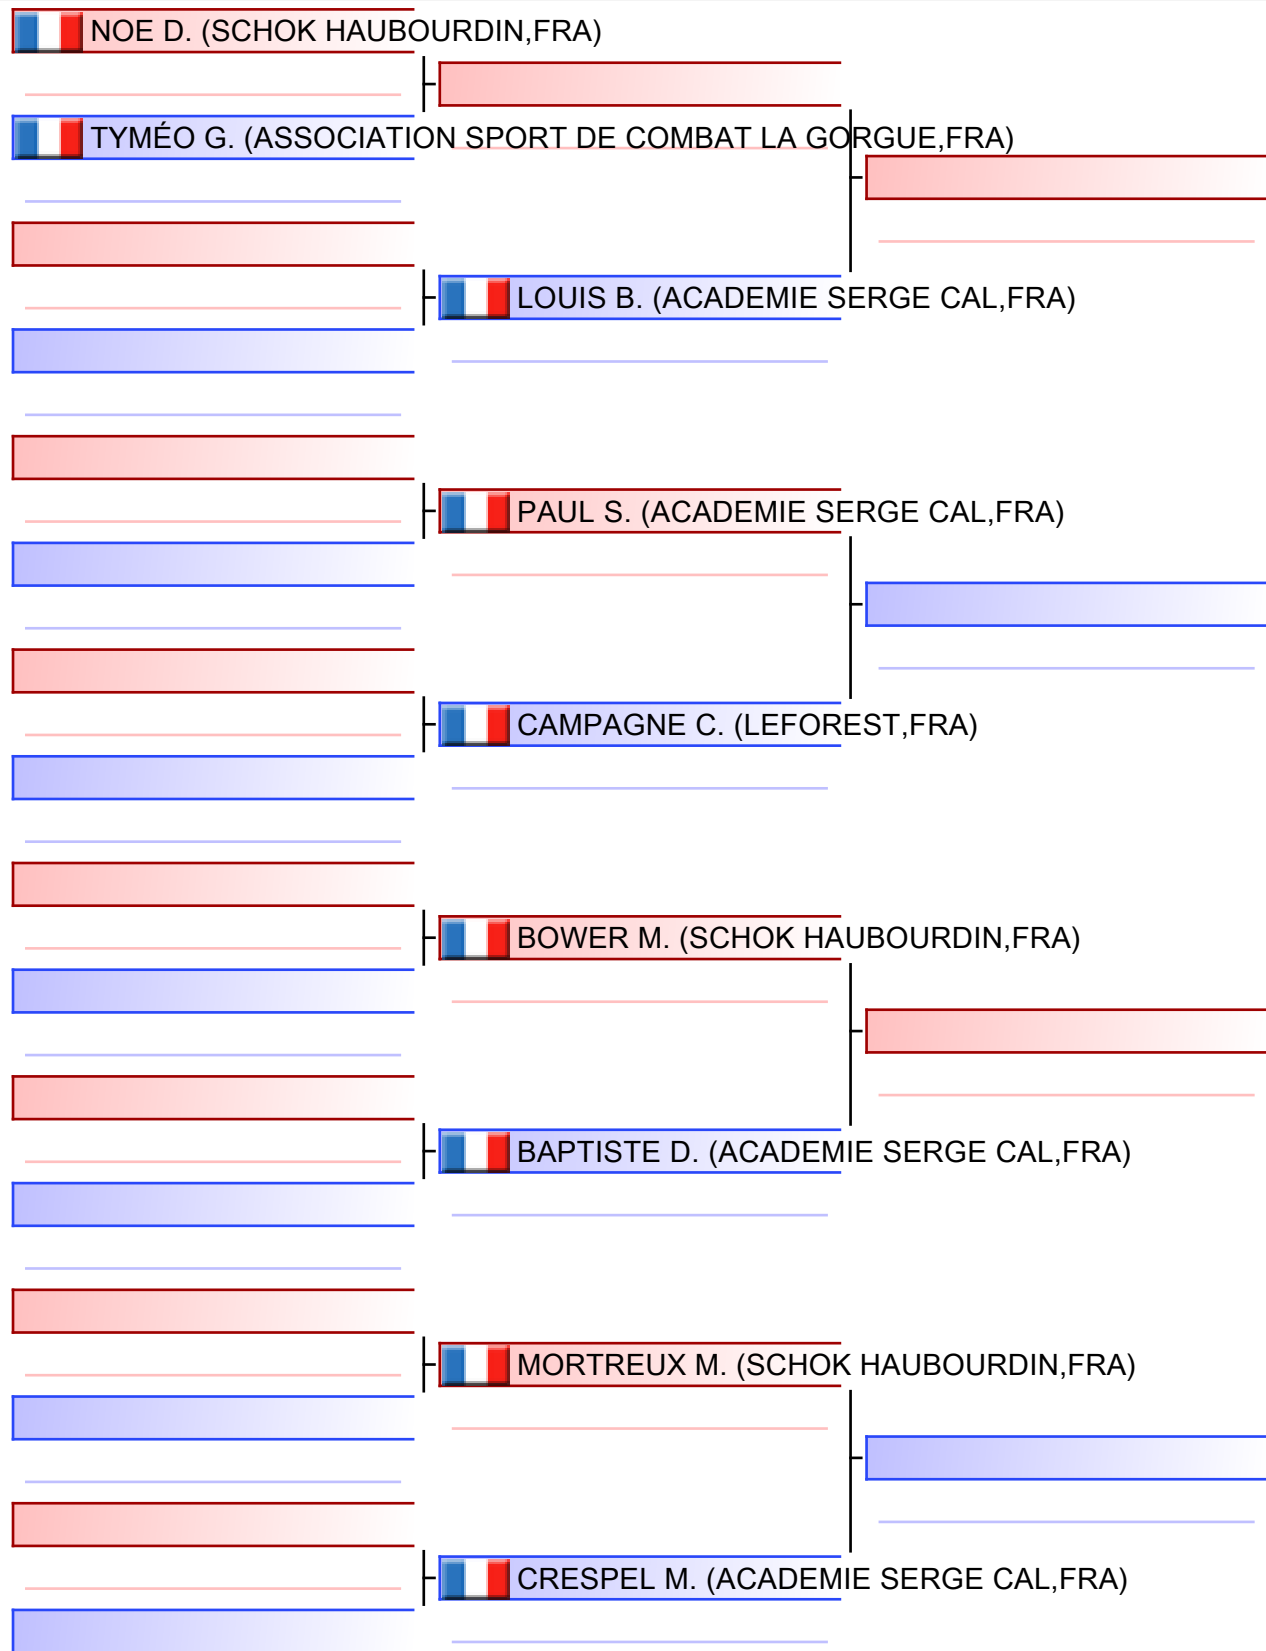 NOE D. (SCHOK HAUBOURDIN,FRA)
TYMÉO G. (ASSOCIATION SPORT DE COMBAT LA GORGUE,FRA)
LOUIS B. (ACADEMIE SERGE CAL,FRA)
PAUL S. (ACADEMIE SERGE CAL,FRA)
CAMPAGNE C. (LEFOREST,FRA)
BOWER M. (SCHOK HAUBOURDIN,FRA)
BAPTISTE D. (ACADEMIE SERGE CAL,FRA)
MORTREUX M. (SCHOK HAUBOURDIN,FRA)
CRESPEL M. (ACADEMIE SERGE CAL,FRA)